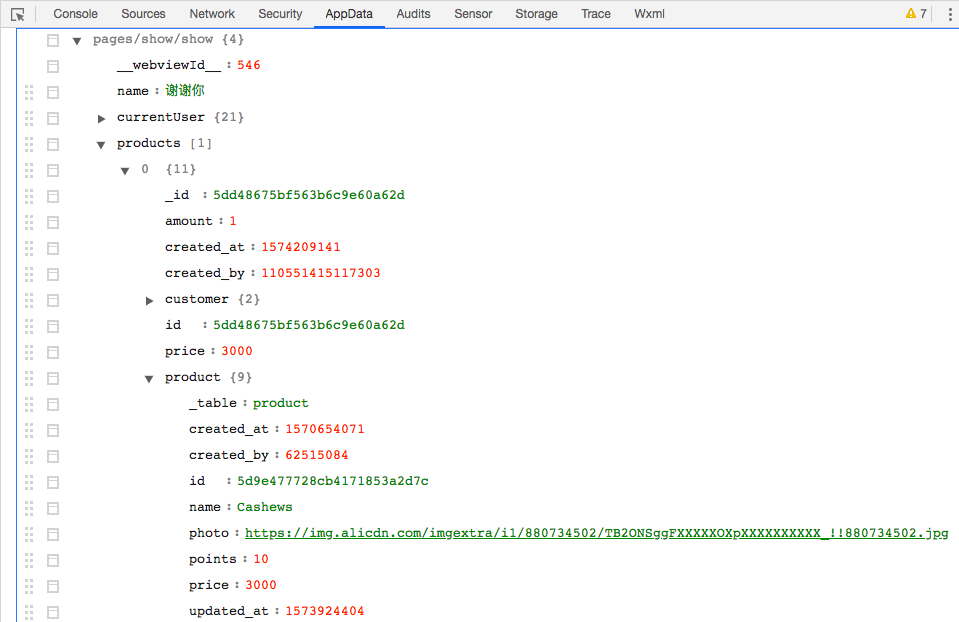 Console Sources Network Security AppData Audits Sensor Storage Trace Wxml 7
pages/show/show {4}
__webviewId__ : 546
name : 谢谢你
currentUser {21}
products [1]
0 {11}
_id : 5dd48675bf563b6c9e60a62d
amount : 1
created_at : 1574209141
created_by : 110551415117303
customer {2}
id : 5dd48675bf563b6c9e60a62d
price : 3000
product {9}
_table : product
created_at : 1570654071
created_by : 62515084
id : 5d9e477728cb4171853a2d7c
name : Cashews
photo : https://img.alicdn.com/imgextra/i1/880734502/TB2ONSggFXXXXXOXpXXXXXXXXXX_!!880734502.jpg
points : 10
price : 3000
updated_at : 1573924404